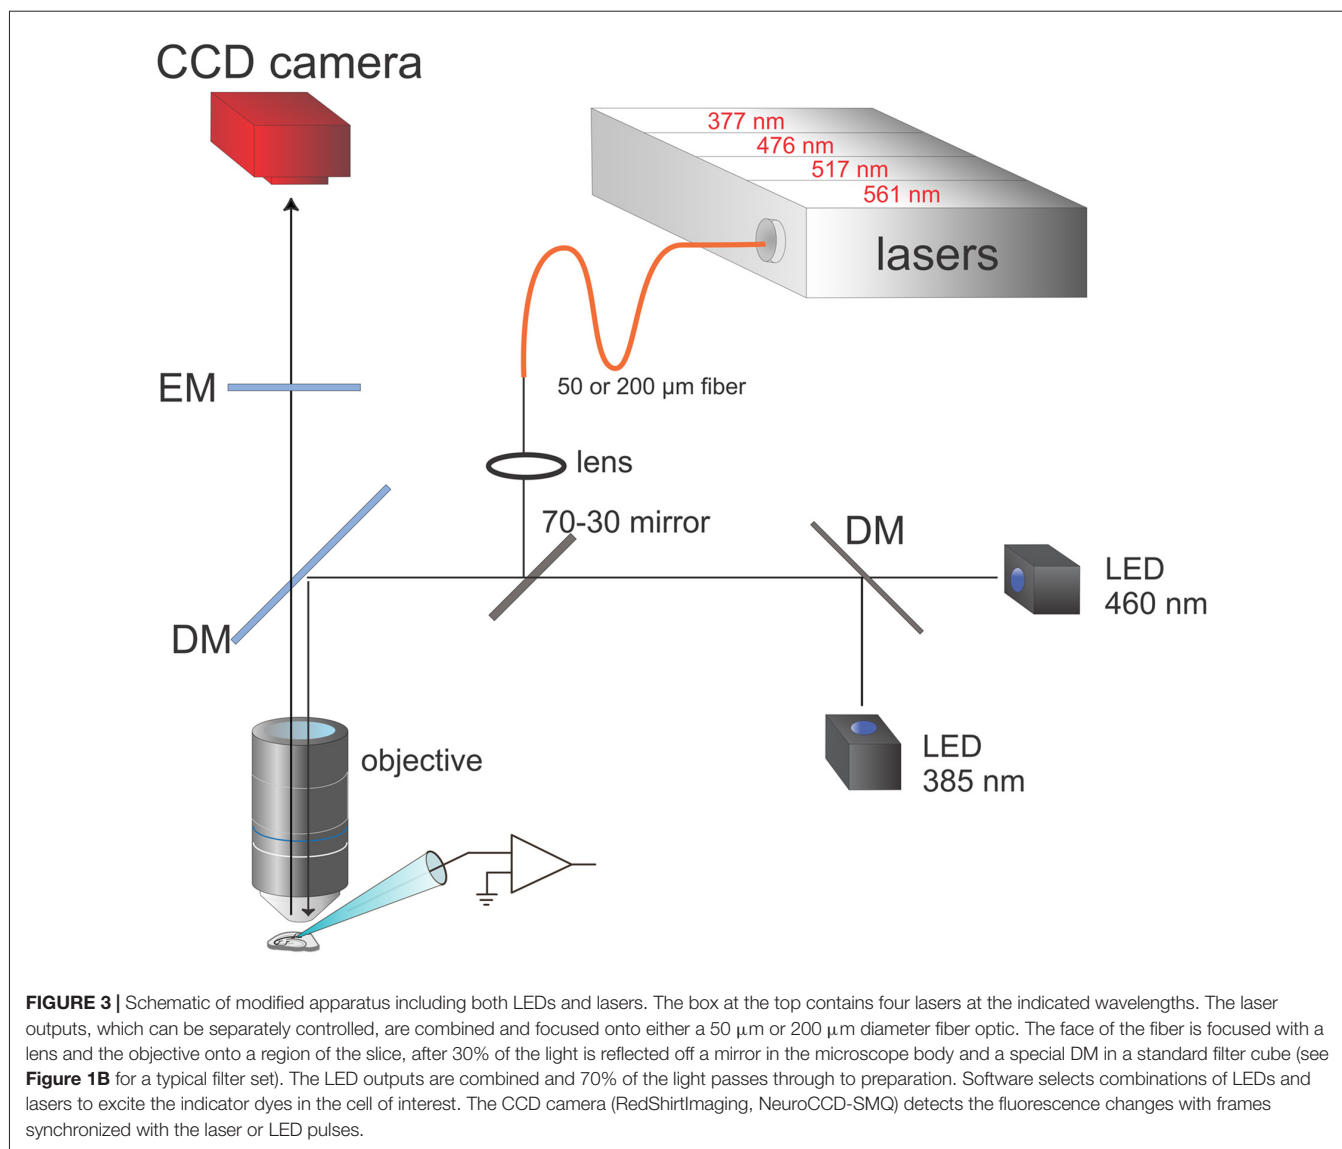 CCD camera
377 nm
476 nm
517 nm
561 nm
lasers
EM
50 or 200 µm fiber
lens
70-30 mirror
DM
LED
460 nm
DM
LED
385 nm
objective
FIGURE 3 | Schematic of modified apparatus including both LEDs and lasers. The box at the top contains four lasers at the indicated wavelengths. The laser
outputs, which can be separately controlled, are combined and focused onto either a 50 µm or 200 µm diameter fiber optic. The face of the fiber is focused with a
lens and the objective onto a region of the slice, after 30% of the light is reflected off a mirror in the microscope body and a special DM in a standard filter cube (see
Figure 1B for a typical filter set). The LED outputs are combined and 70% of the light passes through to preparation. Software selects combinations of LEDs and
lasers to excite the indicator dyes in the cell of interest. The CCD camera (RedShirtImaging, NeuroCCD-SMQ) detects the fluorescence changes with frames
synchronized with the laser or LED pulses.